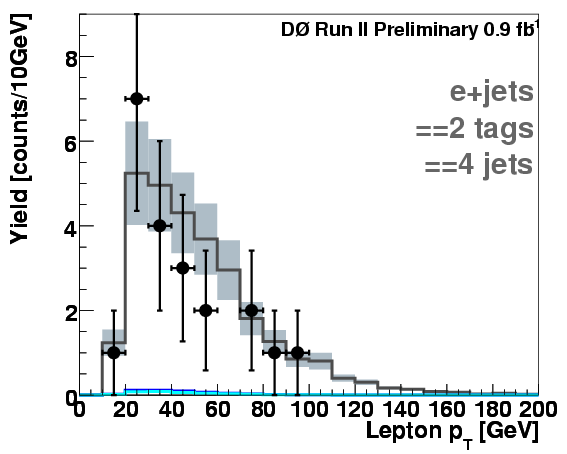 DØ Run II Preliminary 0.9 fb-1
e+jets
==2 tags
==4 jets
Yield [counts/10GeV]
8
6
4
2
0
0 20 40 60 80 100 120 140 160 180 200
Lepton pT [GeV]